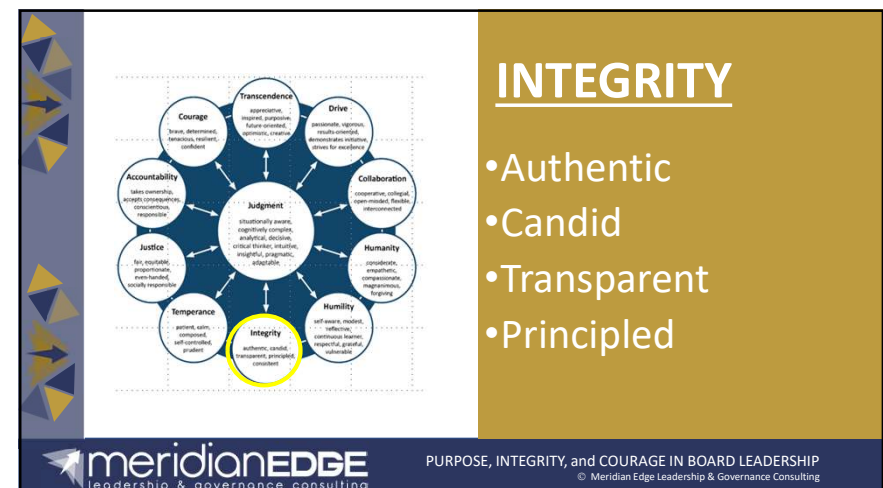 Transcendence
appreciative,
inspired, purposive,
future-oriented,
optimistic, creative
Drive
passionate, vigorous,
results-oriented,
demonstrates initiative,
drives for excellence
Collaboration
cooperative, collegial,
open-minded, flexible,
interconnected
Humanity
considerate,
empathetic,
compassionate,
magnanimous,
forgiving
Humility
self-aware, modest,
reflective,
continuous learner,
respectful, grateful,
vulnerable
Integrity
authentic, candid,
transparent, principled,
consistent
Temperance
patient, calm,
composed,
self-controlled,
prudent
Justice
fair, equitable,
proportionate,
even-handed,
socially responsible
Accountability
takes ownership,
accepts consequences,
conscientious,
responsible
Courage
brave, determined,
tenacious, resilient,
confident
Judgment
situationally aware,
cognitively complex,
analytical, decisive,
critical thinker, intuitive,
insightful, pragmatic,
adaptable
INTEGRITY
•Authentic
•Candid
•Transparent
•Principled
meridianEDGE
leadership & governance consulting
PURPOSE, INTEGRITY, and COURAGE IN BOARD LEADERSHIP
© Meridian Edge Leadership & Governance Consulting